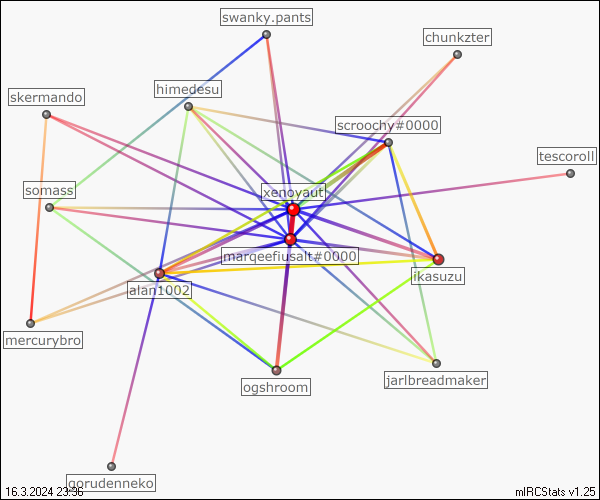 swanky.pants
chunkzter
himedesu
skermando
scroochy#0000
tescoroll
xenoyaut
somass
marqeefiusalt#0000
ikasuzu
alan1002
mercurybro
jarlbreadmaker
ogshroom
gorudenneko
16.3.2024 23:36
mIRCStats v1.25